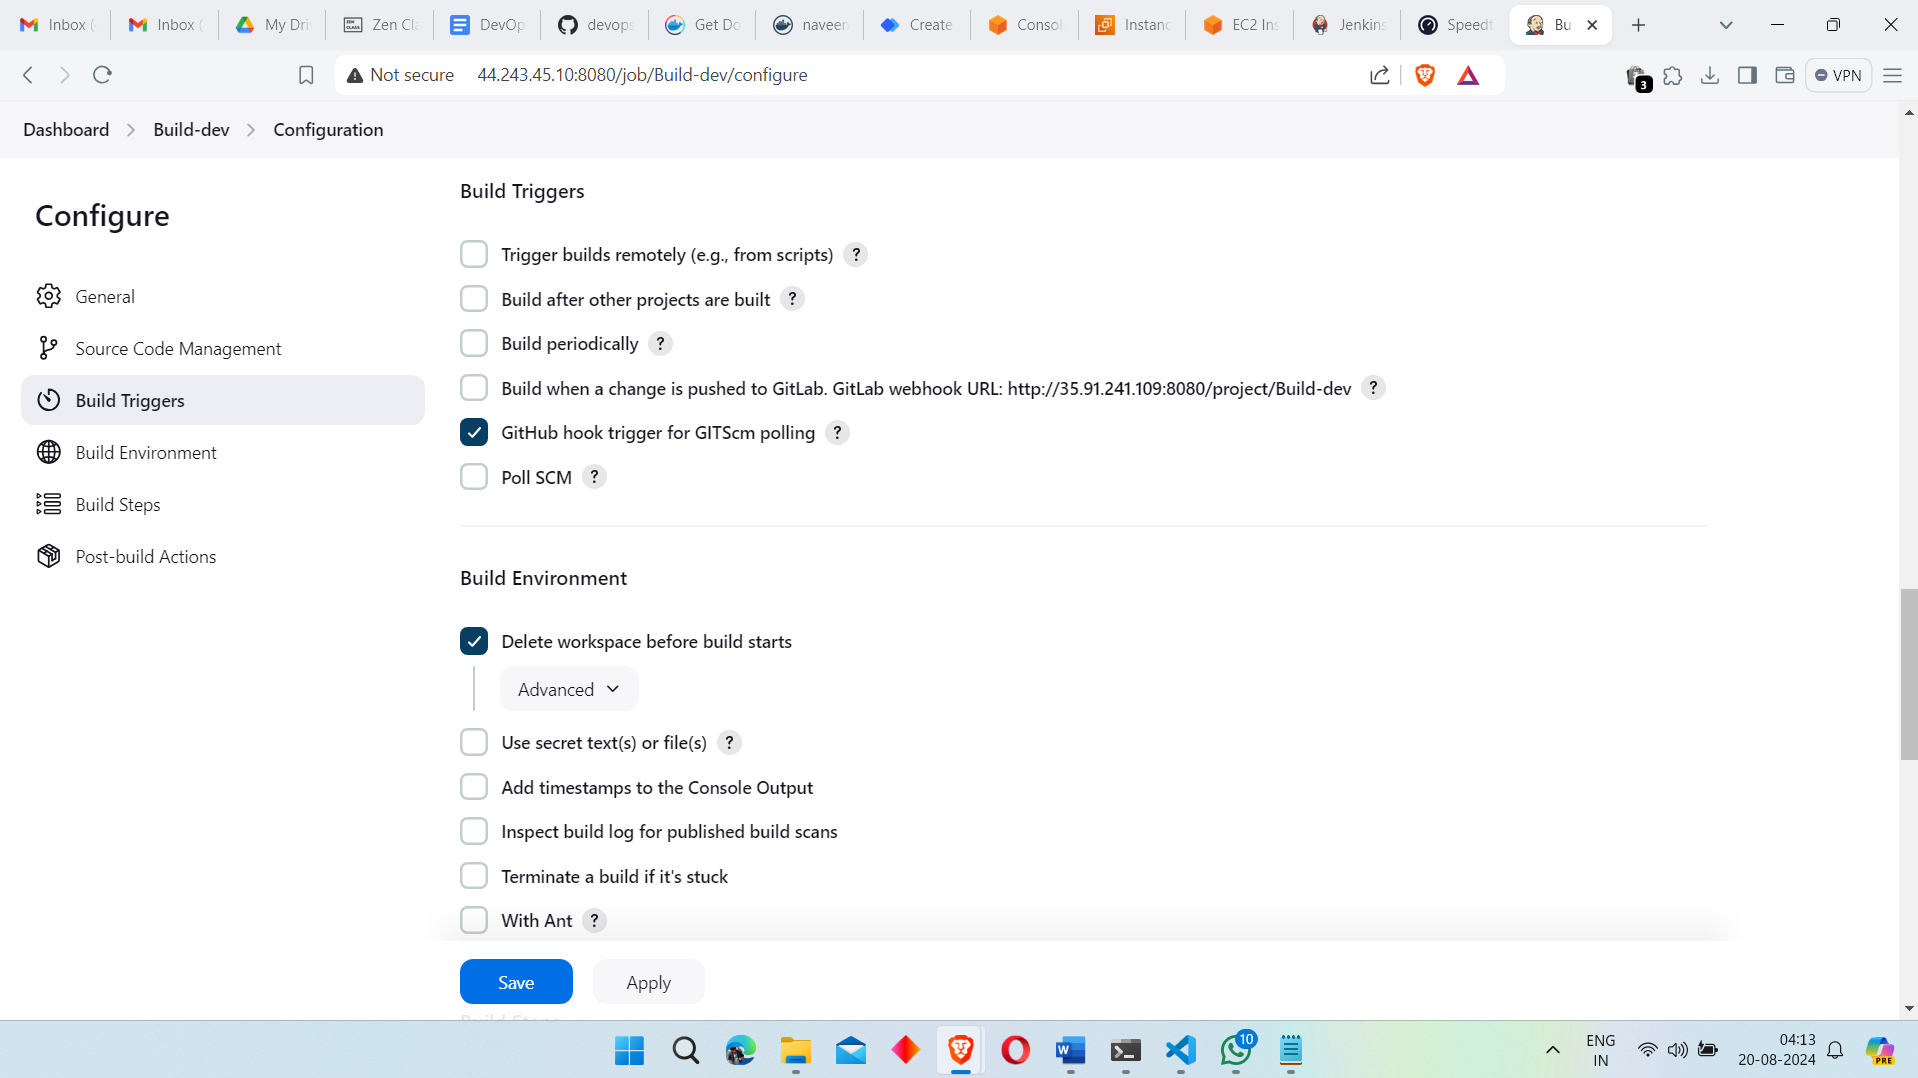 Inbox (
Inbox (
My Dri
Zen Cla
DevOp
devops
Get Do
naveen
Create
Consol
Instanc
EC2 Ins
Jenkins
Speedt
Bu
Not secure
44.243.45.10:8080/job/Build-dev/configure
3
VPN
Dashboard
Build-dev
Configuration
Configure
General
Source Code Management
Build Triggers
Build Environment
Build Steps
Post-build Actions
Build Triggers
Trigger builds remotely (e.g., from scripts) ?
Build after other projects are built ?
Build periodically ?
Build when a change is pushed to GitLab. GitLab webhook URL: http://35.91.241.109:8080/project/Build-dev ?
GitHub hook trigger for GITScm polling ?
Poll SCM ?
Build Environment
Delete workspace before build starts
Advanced
Use secret text(s) or file(s) ?
Add timestamps to the Console Output
Inspect build log for published build scans
Terminate a build if it's stuck
With Ant ?
Save
Apply
Build Steps
10
ENG
IN
04:13
20-08-2024
PRE